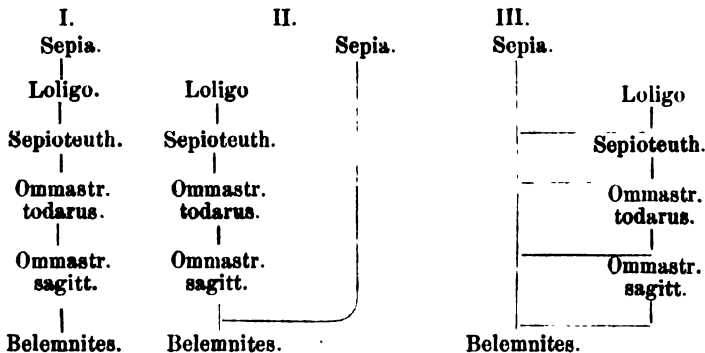 I.
Sepia.
Loligo.
Sepioteuth.
Ommastr.
todarus.
Ommastr.
sagitt.
Belemnites.
II.
Sepia.
Loligo
Sepioteuth.
Ommastr.
todarus.
Ommastr.
sagitt.
Belemnites.
III.
Sepia.
Loligo
Sepioteuth.
Ommastr.
todarus.
Ommastr.
sagitt.
Belemnites.